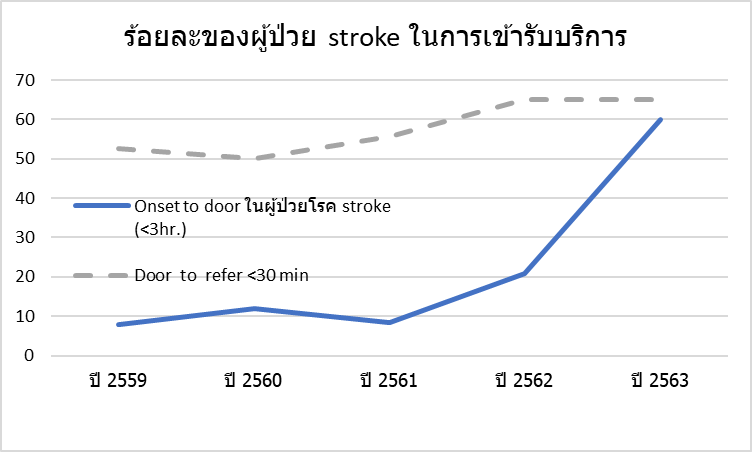 ร้อยละของผู้ป่วย stroke ในการเข้ารับบริการ
70
60
50
40
30
20
10
0
Onset to door ในผู้ป่วยโรค stroke
(<3hr.)
Door to refer <30 min
ปี 2559 ปี 2560 ปี 2561 ปี 2562 ปี 2563